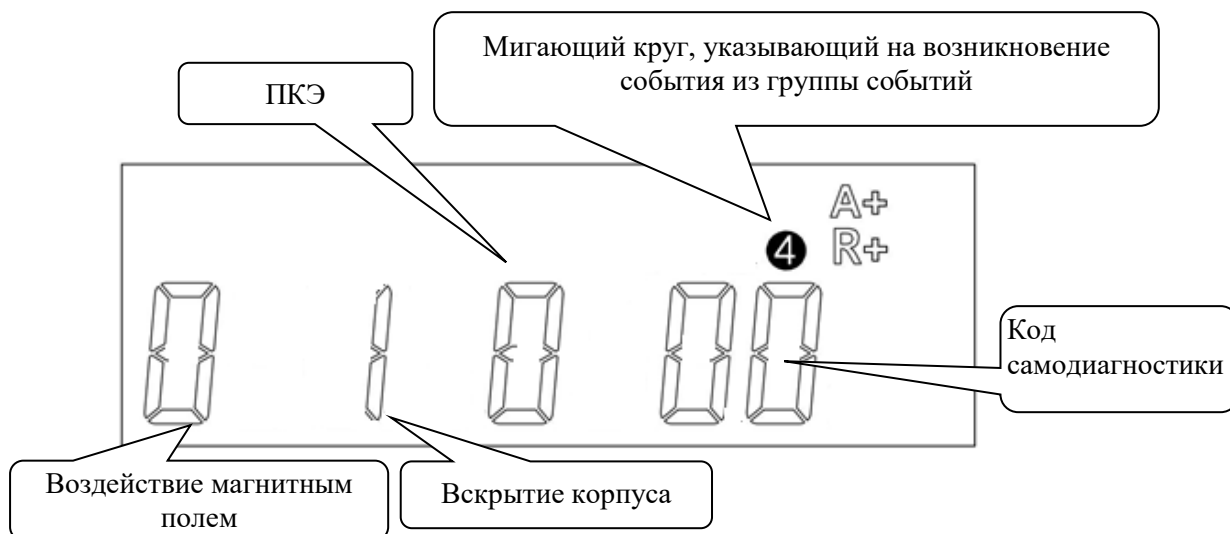 Мигающий круг, указывающий на возникновение
события из группы событий
ПКЭ
A+
4 R+
0 1 0 00
Код
самодиагностики
Воздействие магнитным
полем
Вскрытие корпуса